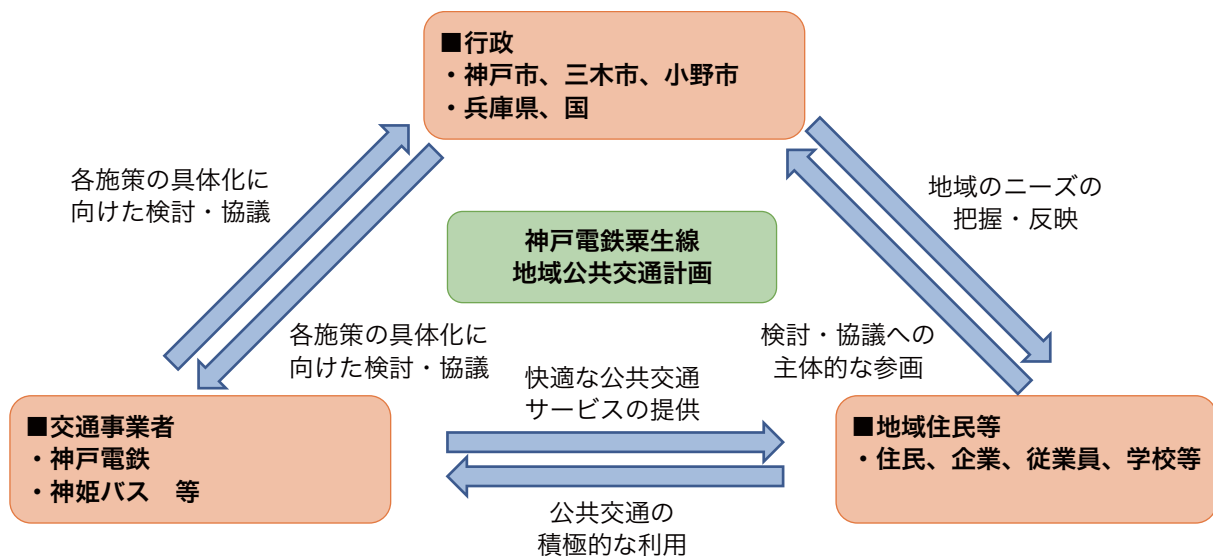 ■行政
・神戸市、三木市、小野市
・兵庫県、国
各施策の具体化に
向けた検討・協議
地域のニーズの
把握・反映
神戸電鉄粟生線
地域公共交通計画
各施策の具体化に
向けた検討・協議
検討・協議への
主体的な参画
快適な公共交通
サービスの提供
■交通事業者
・神戸電鉄
・神姫バス　等
■地域住民等
・住民、企業、従業員、学校等
公共交通の
積極的な利用